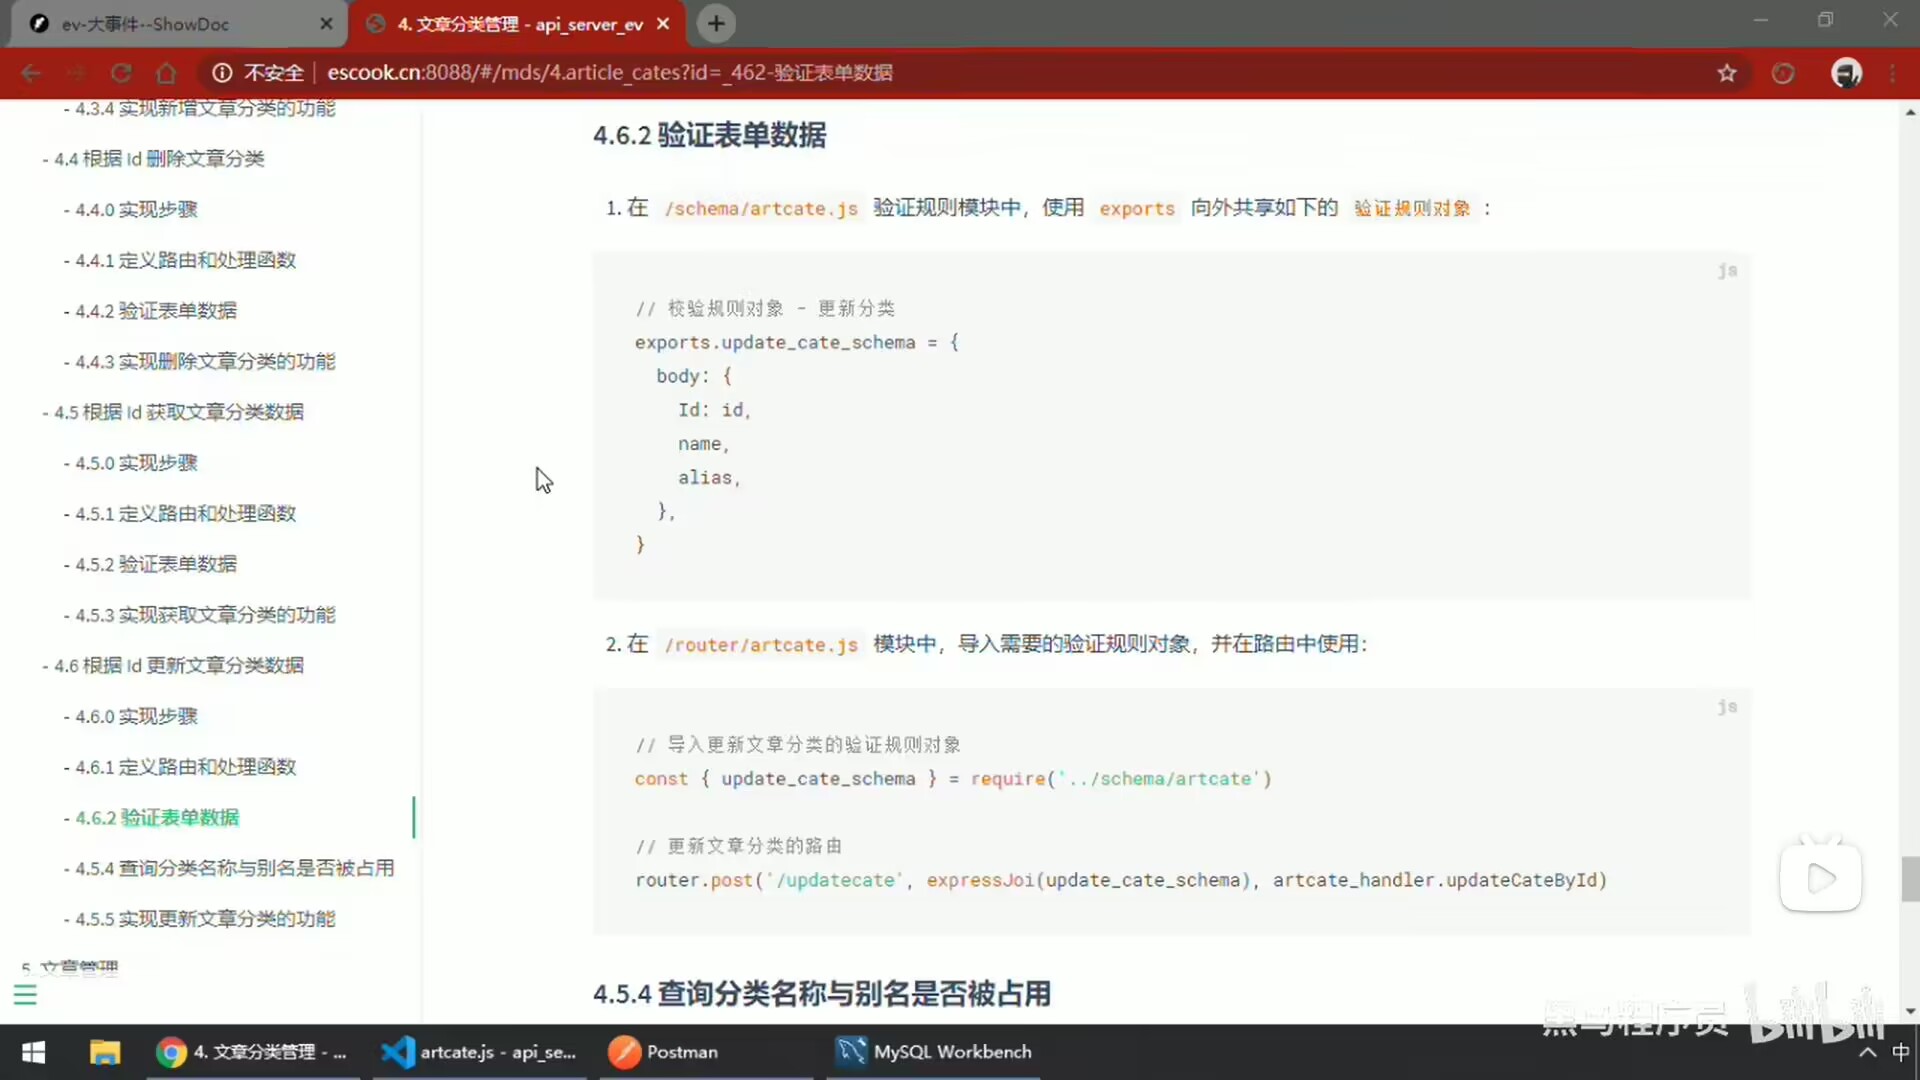 ev-大事件--ShowDoc
4. 文章分类管理 - api_server_ev
不安全
escook.cn:8088/#/mds/4.article_cates?id=_462-验证表单数据
- 4.3.4 实现新增文章分类的功能
- 4.4 根据 Id 删除文章分类
- 4.4.0 实现步骤
- 4.4.1 定义路由和处理函数
- 4.4.2 验证表单数据
- 4.4.3 实现删除文章分类的功能
- 4.5 根据 Id 获取文章分类数据
- 4.5.0 实现步骤
- 4.5.1 定义路由和处理函数
- 4.5.2 验证表单数据
- 4.5.3 实现获取文章分类的功能
- 4.6 根据 Id 更新文章分类数据
- 4.6.0 实现步骤
- 4.6.1 定义路由和处理函数
- 4.6.2 验证表单数据
- 4.5.4 查询分类名称与别名是否被占用
- 4.5.5 实现更新文章分类的功能
5. 文章管理
4.6.2 验证表单数据
1. 在 /schema/artcate.js 验证规则模块中，使用 exports 向外共享如下的 验证规则对象 ：
js
// 校验规则对象 - 更新分类
exports.update_cate_schema = {
body: {
Id: id,
name,
alias,
},
}
2. 在 /router/artcate.js 模块中，导入需要的验证规则对象，并在路由中使用：
js
// 导入更新文章分类的验证规则对象
const { update_cate_schema } = require('../schema/artcate')
// 更新文章分类的路由
router.post('/updatecate', expressJoi(update_cate_schema), artcate_handler.updateCateById)
4.5.4 查询分类名称与别名是否被占用
黑马程序员 bilibili
4. 文章分类管理 - ...
artcate.js - api_se...
Postman
MySQL Workbench
中